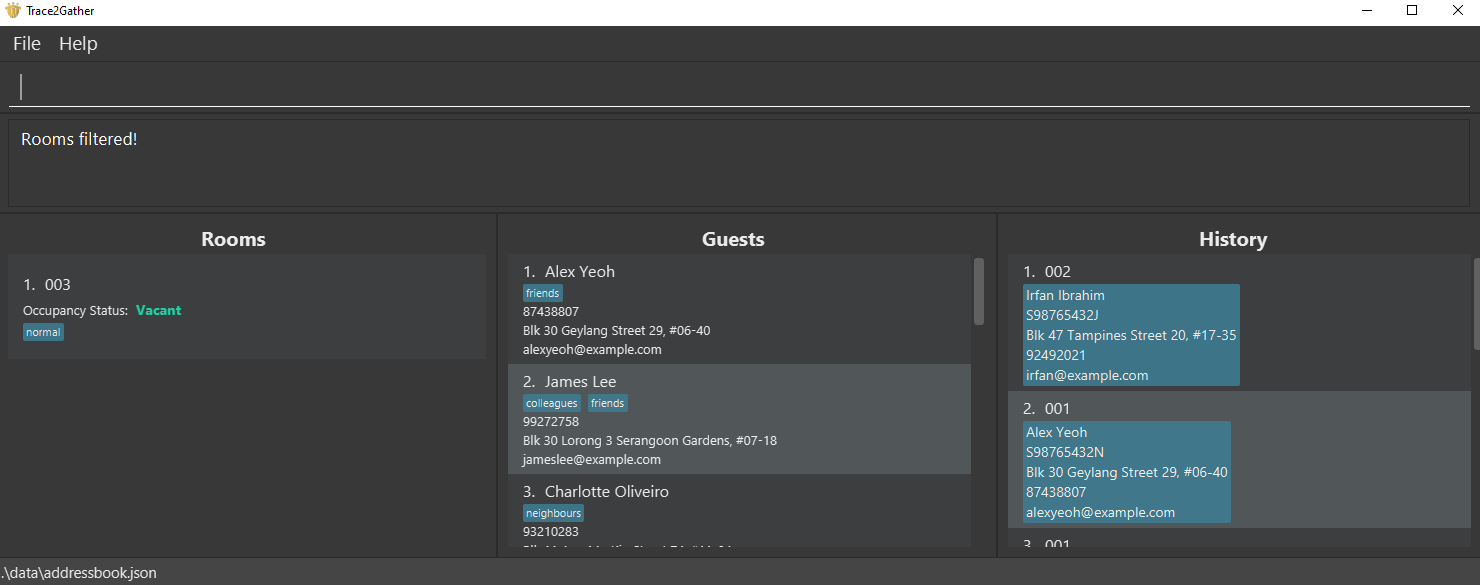 Trace2Gather
File Help
Rooms filtered!
Rooms
1. 003
Occupancy Status: Vacant
normal
Guests
1. Alex Yeoh
friends
87438807
Blk 30 Geylang Street 29, #06-40
alexyeoh@example.com
2. James Lee
colleagues friends
99272758
Blk 30 Lorong 3 Serangoon Gardens, #07-18
jameslee@example.com
3. Charlotte Oliveiro
neighbours
93210283
History
1. 002
Irfan Ibrahim
S98765432J
Blk 47 Tampines Street 20, #17-35
92492021
irfan@example.com
2. 001
Alex Yeoh
S98765432N
Blk 30 Geylang Street 29, #06-40
87438807
alexyeoh@example.com
3. 001
.\data\addressbook.json